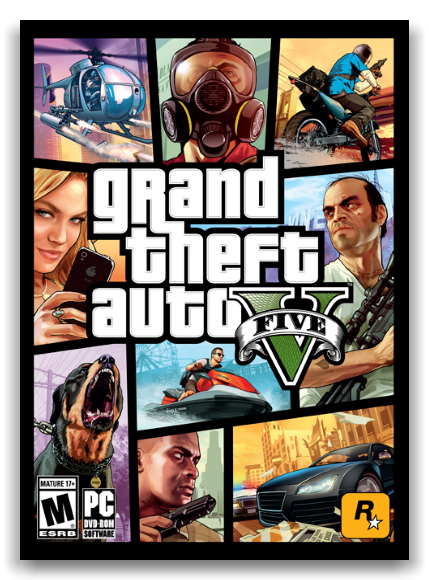 grand
theft
auto
V
FIVE
MATURE 17+
M
ESRB
PC
DVD-ROM
SOFTWARE
R